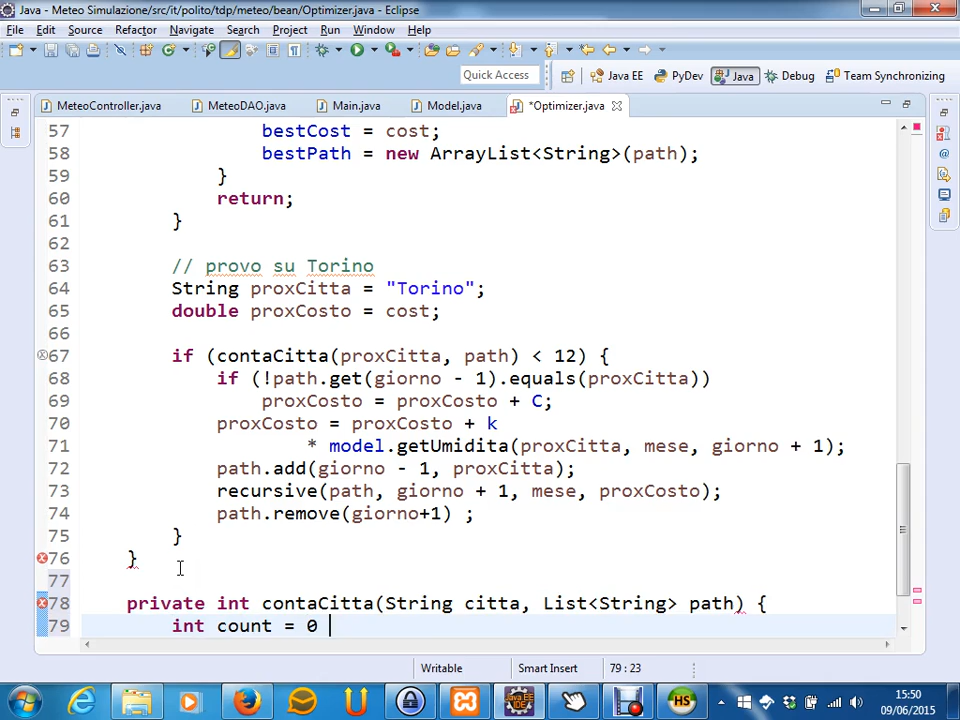 Java - Meteo Simulazione/src/it/polito/tdp/meteo/bean/Optimizer.java - Eclipse
File Edit Source Refactor Navigate Search Project Run Window Help
Quick Access Java EE PyDev Java Debug Team Synchronizing
MeteoController.java MeteoDAO.java Main.java Model.java *Optimizer.java
57 bestCost = cost;
58 bestPath = new ArrayList<String>(path);
59 }
60 return;
61 }
62
63 // provo su Torino
64 String proxCitta = "Torino";
65 double proxCosto = cost;
66
67 if (contaCitta(proxCitta, path) < 12) {
68 if (!path.get(giorno - 1).equals(proxCitta))
69 proxCosto = proxCosto + C;
70 proxCosto = proxCosto + k
71 * model.getUmidita(proxCitta, mese, giorno + 1);
72 path.add(giorno - 1, proxCitta);
73 recursive(path, giorno + 1, mese, proxCosto);
74 path.remove(giorno+1) ;
75 }
76 }
77
78 private int contaCitta(String citta, List<String> path) {
79 int count = 0
Writable Smart Insert 79 : 23
HS
15:50
09/06/2015